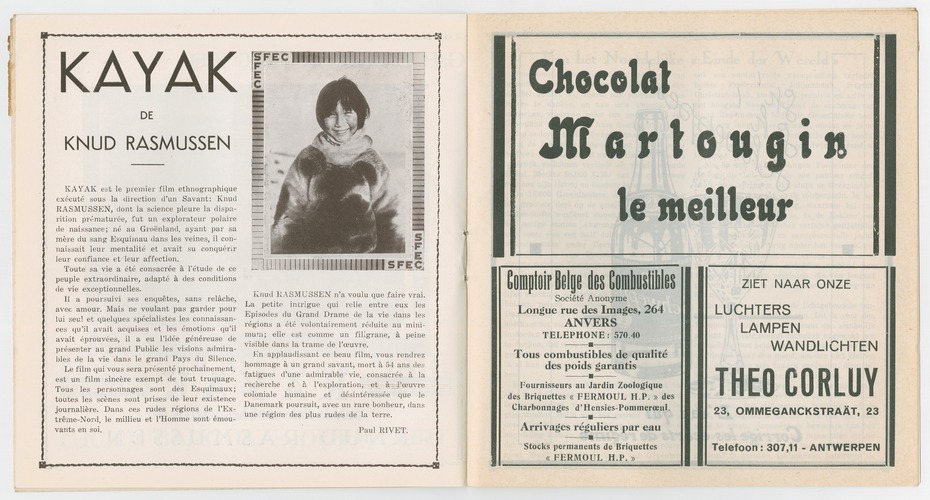 KAYAK
DE
KNUD RASMUSSEN
KAYAK est le premier film ethnographique
exécuté sous la direction d'un Savant: Knud
RASMUSSEN, dont la science pleure la dispa-
rition prématurée, fut un explorateur polaire
de naissance; né au Groënland, ayant par sa
mère du sang Esquimau dans les veines, il con-
naissait leur mentalité et avait su conquérir
leur confiance et leur affection.
Toute sa vie a été consacrée à l'étude de ce
peuple extraordinaire, adapté à des conditions
de vie exceptionnelles.
Il a poursuivi ses enquêtes, sans relâche,
avec amour. Mais ne voulant pas garder pour
lui seul et quelques spécialistes les connaissan-
ces qu'il avait acquises et les émotions qu'il
avait éprouvées, il a eu l'idée généreuse de
présenter au grand Public les visions admira-
bles de la vie dans le grand Pays du Silence.
Le film qui vous sera présenté prochainement,
est un film sincère exempt de tout truquage.
Tous les personnages sont des Esquimaux;
toutes les scènes sont prises de leur existence
journalière. Dans ces rudes régions de l'Ex-
trême-Nord, le milieu et l'Homme sont émou-
vants en soi.
SFEC
SFEC
SFEC
SFEC
Knud RASMUSSEN n'a voulu que faire vrai.
La petite intrigue qui relie entre eux les
Episodes du Grand Drame de la vie dans les
régions a été volontairement réduite au mini-
mum; elle est comme un filigrane, à peine
visible dans la trame de l'œuvre.
En applaudissant ce beau film, vous rendrez
hommage à un grand savant, mort à 54 ans des
fatigues d'une admirable vie, consacrée à la
recherche et à l'exploration, et à l'œuvre
coloniale humaine et désintéressée que le
Danemark poursuit, avec un rare bonheur, dans
une région des plus rudes de la terre.
Paul RIVET.
Chocolat
Martougin
le meilleur
Comptoir Belge des Combustibles
Société Anonyme
Longue rue des Images, 264
ANVERS
TELEPHONE: 570.40
Tous combustibles de qualité
des poids garantis
Fournisseurs au Jardin Zoologique
des Briquettes « FERMOUL H.P. » des
Charbonnages d'Hensies-Pommerœul.
Arrivages réguliers par eau
Stocks permanents de Briquettes
« FERMOUL H.P. »
ZIET NAAR ONZE
LUCHTERS
LAMPEN
WANDLICHTEN
THEO CORLUY
23, OMMEGANCKSTRAÄT, 23
Telefoon: 307,11 - ANTWERPEN